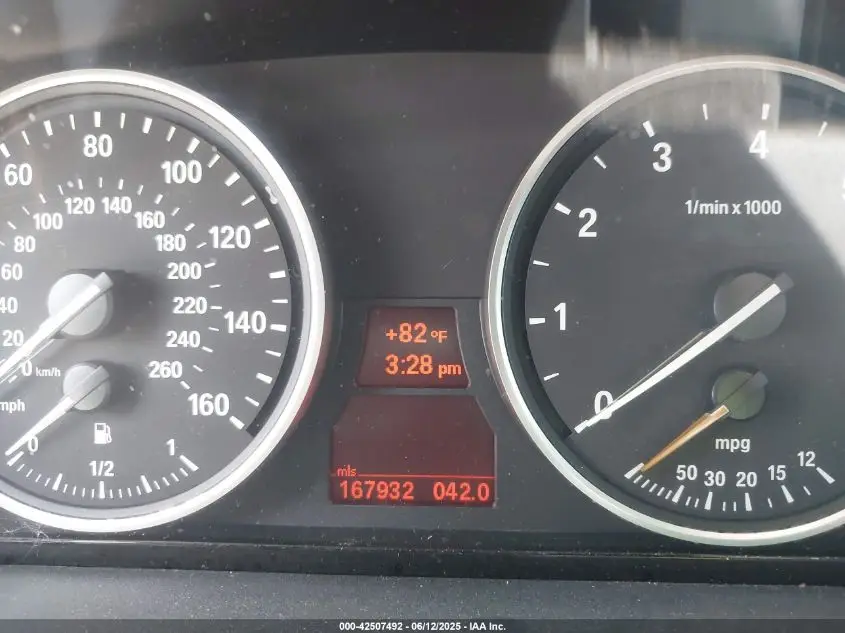 60 80 100 120 140 160
20 40 60 80 100 120 140 160 180 200 220 240 260
0 km/h
mph
0 1/2 1
+82 °F
3:28 pm
mls
167932 042.0
0 1 2 3 4
1/min x 1000
mpg
50 30 20 15 12
000-42507492 - 06/12/2025 - IAA Inc.